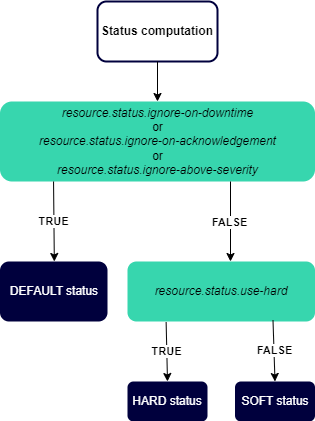 Status computation
resource.status.ignore-on-downtime
or
resource.status.ignore-on-acknowledgement
or
resource.status.ignore-above-severity
TRUE
FALSE
DEFAULT status
resource.status.use-hard
TRUE
FALSE
HARD status
SOFT status